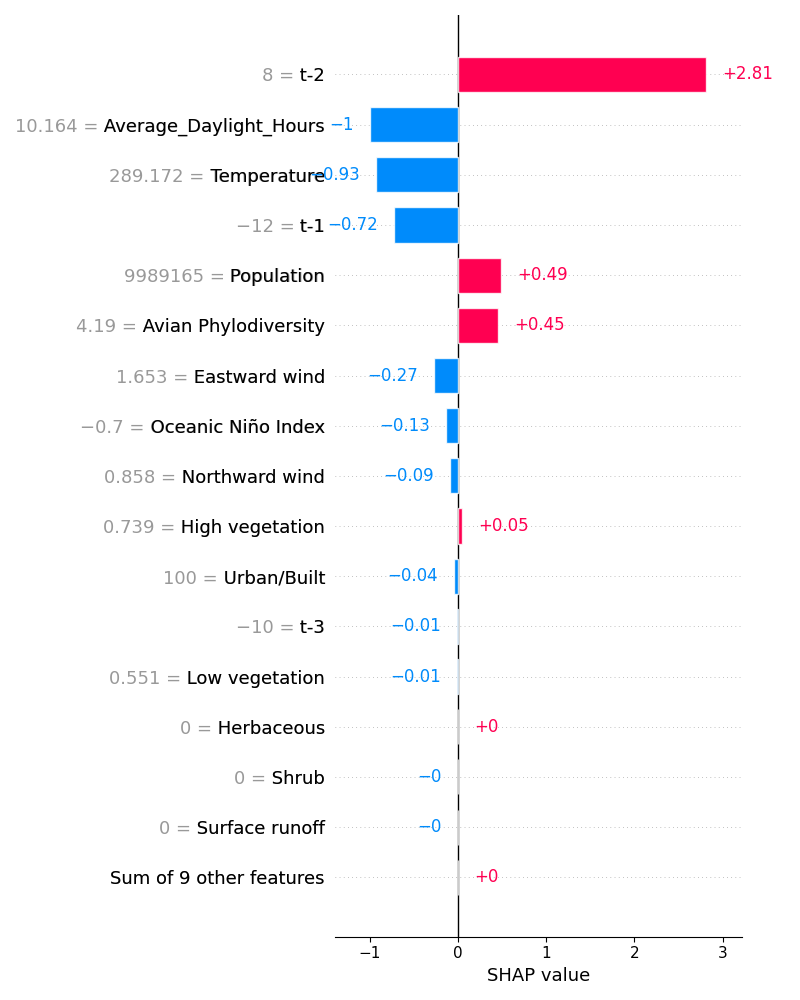 8 = t-2 +2.81
10.164 = Average_Daylight_Hours −1
289.172 = Temperature −0.93
−12 = t-1 −0.72
9989165 = Population +0.49
4.19 = Avian Phylodiversity +0.45
1.653 = Eastward wind −0.27
−0.7 = Oceanic Niño Index −0.13
0.858 = Northward wind −0.09
0.739 = High vegetation +0.05
100 = Urban/Built −0.04
−10 = t-3 −0.01
0.551 = Low vegetation −0.01
0 = Herbaceous +0
0 = Shrub −0
0 = Surface runoff −0
Sum of 9 other features +0
−1 0 1 2 3
SHAP value